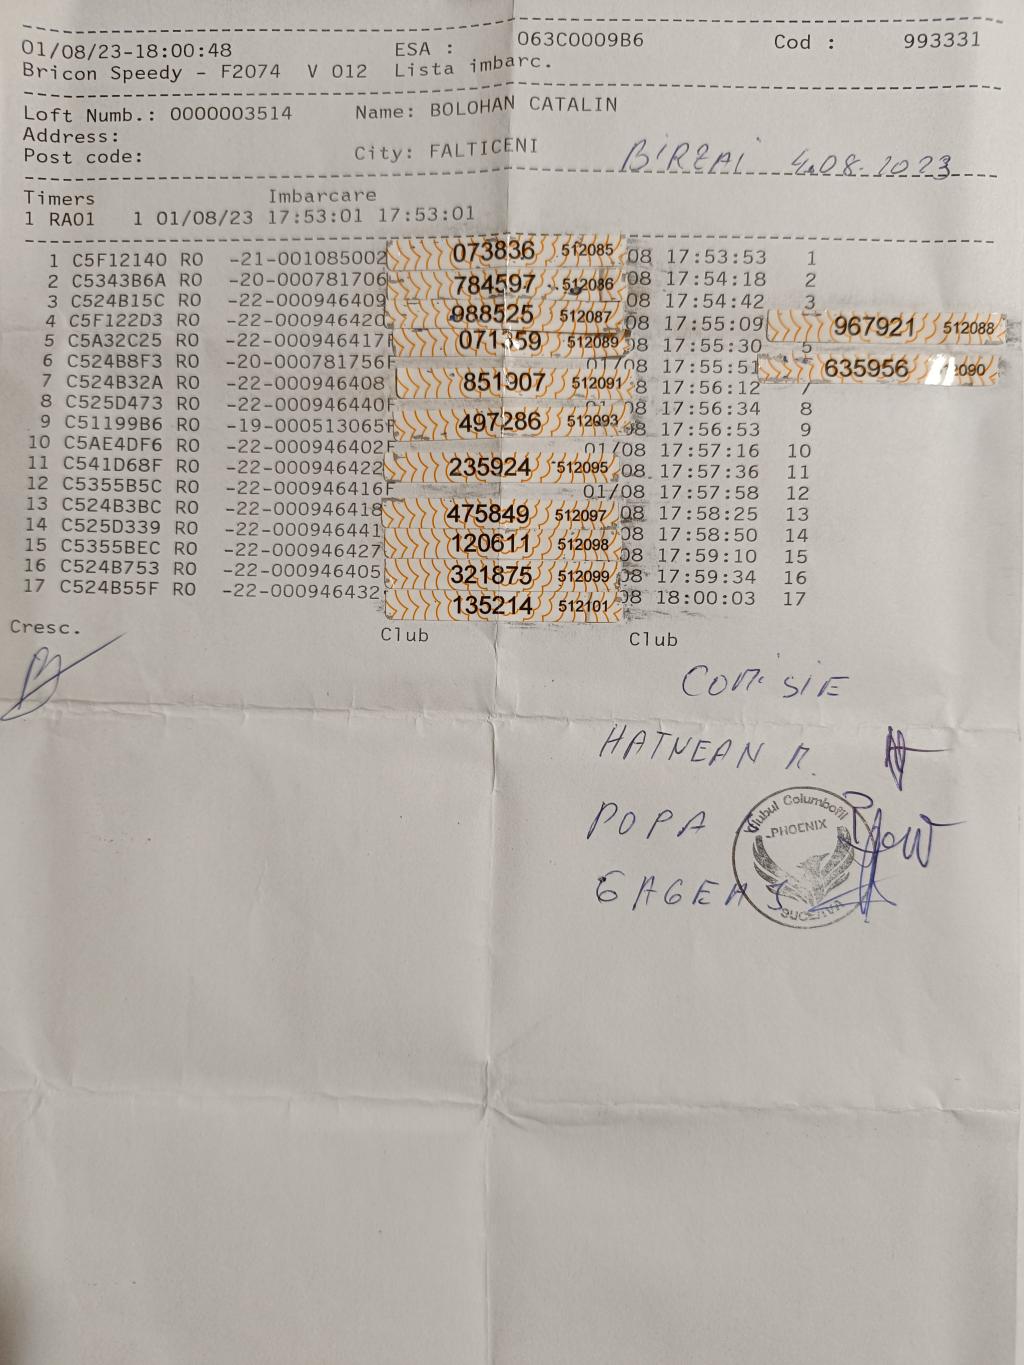 01/08/23-18:00:48 ESA : 063C0009B6 Cod : 993331
Bricon Speedy - F2074 V 012 Lista imbarc.
Loft Numb.: 0000003514 Name: BOLOHAN CATALIN
Address:
Post code: City: FALTICENI
BIRZAI 4.08.2023
Timers Imbarcare
1 RA01 1 01/08/23 17:53:01 17:53:01
1 C5F12140 RO -21-001085002 073836 512085 08 17:53:53 1
2 C5343B6A RO -20-000781706 784597 512086 08 17:54:18 2
3 C524B15C RO -22-000946409 988525 512087 08 17:54:42 3
4 C5F122D3 RO -22-000946420 08 17:55:09 967921 512088
5 C5A32C25 RO -22-000946417F 071359 512089 08 17:55:30 5
6 C524B8F3 RO -20-000781756F 01/08 17:55:51 635956
7 C524B32A RO -22-000946408 851907 512091 08 17:56:12 7
8 C525D473 RO -22-000946440F 08 17:56:34 8
9 C51199B6 RO -19-000513065F 497286 512093 08 17:56:53 9
10 C5AE4DF6 RO -22-000946402F 01/08 17:57:16 10
11 C541D68F RO -22-000946422 235924 512095 08 17:57:36 11
12 C5355B5C RO -22-000946416F 01/08 17:57:58 12
13 C524B3BC RO -22-000946418 475849 512097 08 17:58:25 13
14 C525D339 RO -22-000946441 120611 512098 08 17:58:50 14
15 C5355BEC RO -22-000946427 08 17:59:10 15
16 C524B753 RO -22-000946405 321875 512099 08 17:59:34 16
17 C524B55F RO -22-000946432 135214 512101 08 18:00:03 17
Cresc. Club Club
COMISIE
HATNEAN M.
POPA
GAGEA
Clubul Columbofil
PHOENIX